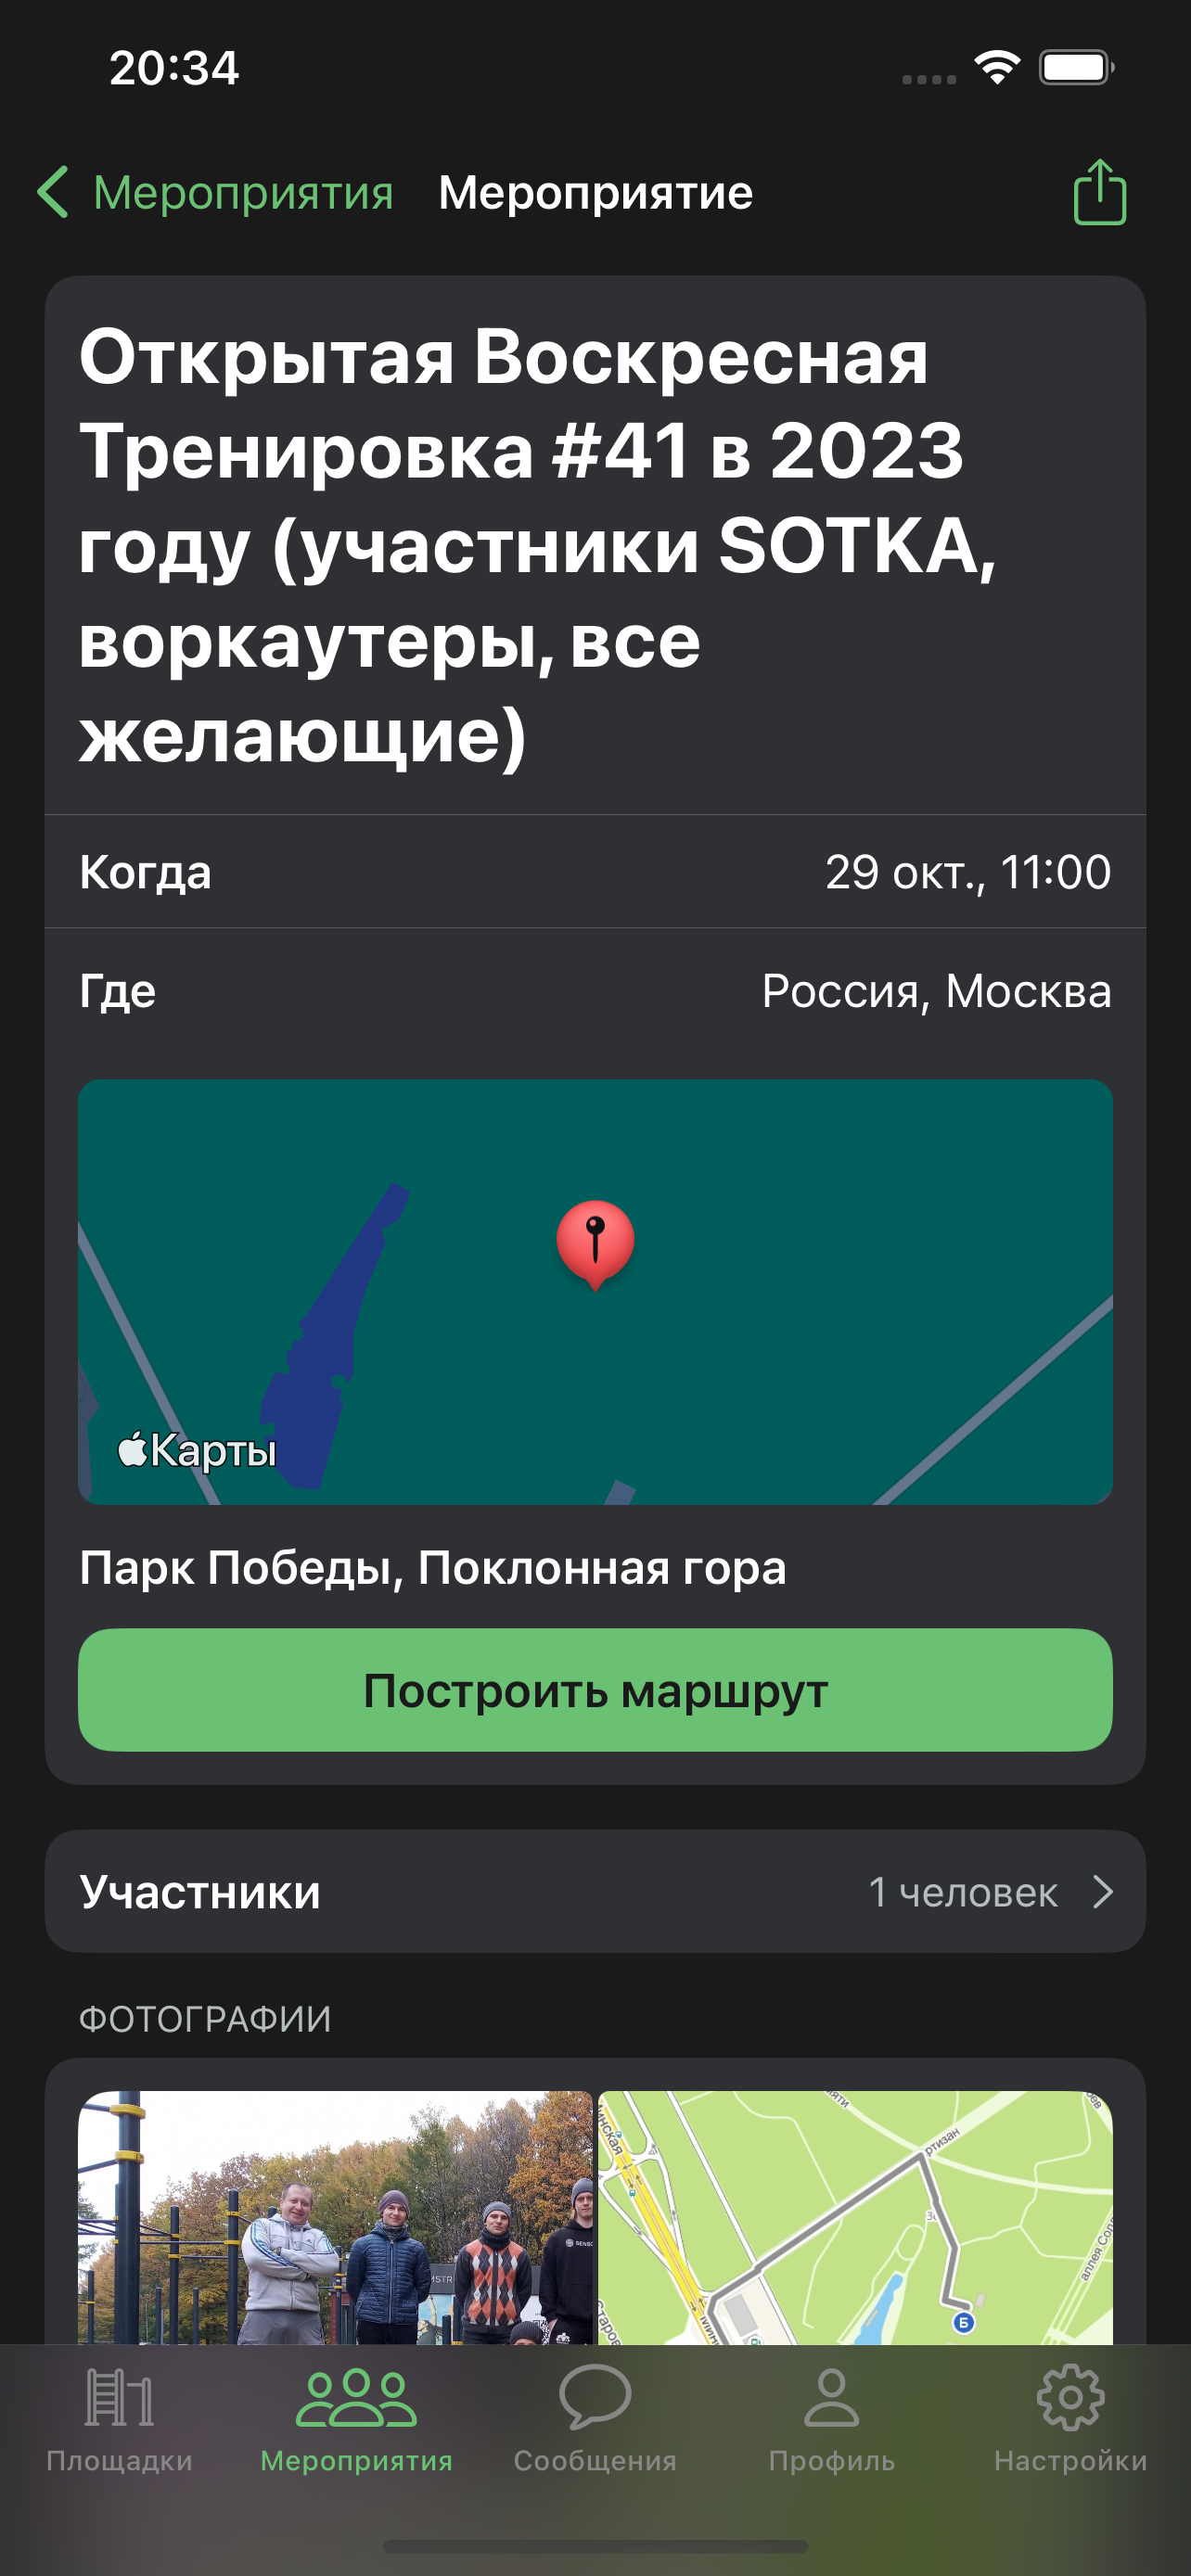 20:34
Мероприятия
Мероприятие
Открытая Воскресная
Тренировка #41 в 2023
году (участники SOTKA,
воркаутеры, все
желающие)
Когда
29 окт., 11:00
Где
Россия, Москва
Карты
Парк Победы, Поклонная гора
Построить маршрут
Участники
1 человек
ФОТОГРАФИИ
Б
Площадки
Мероприятия
Сообщения
Профиль
Настройки